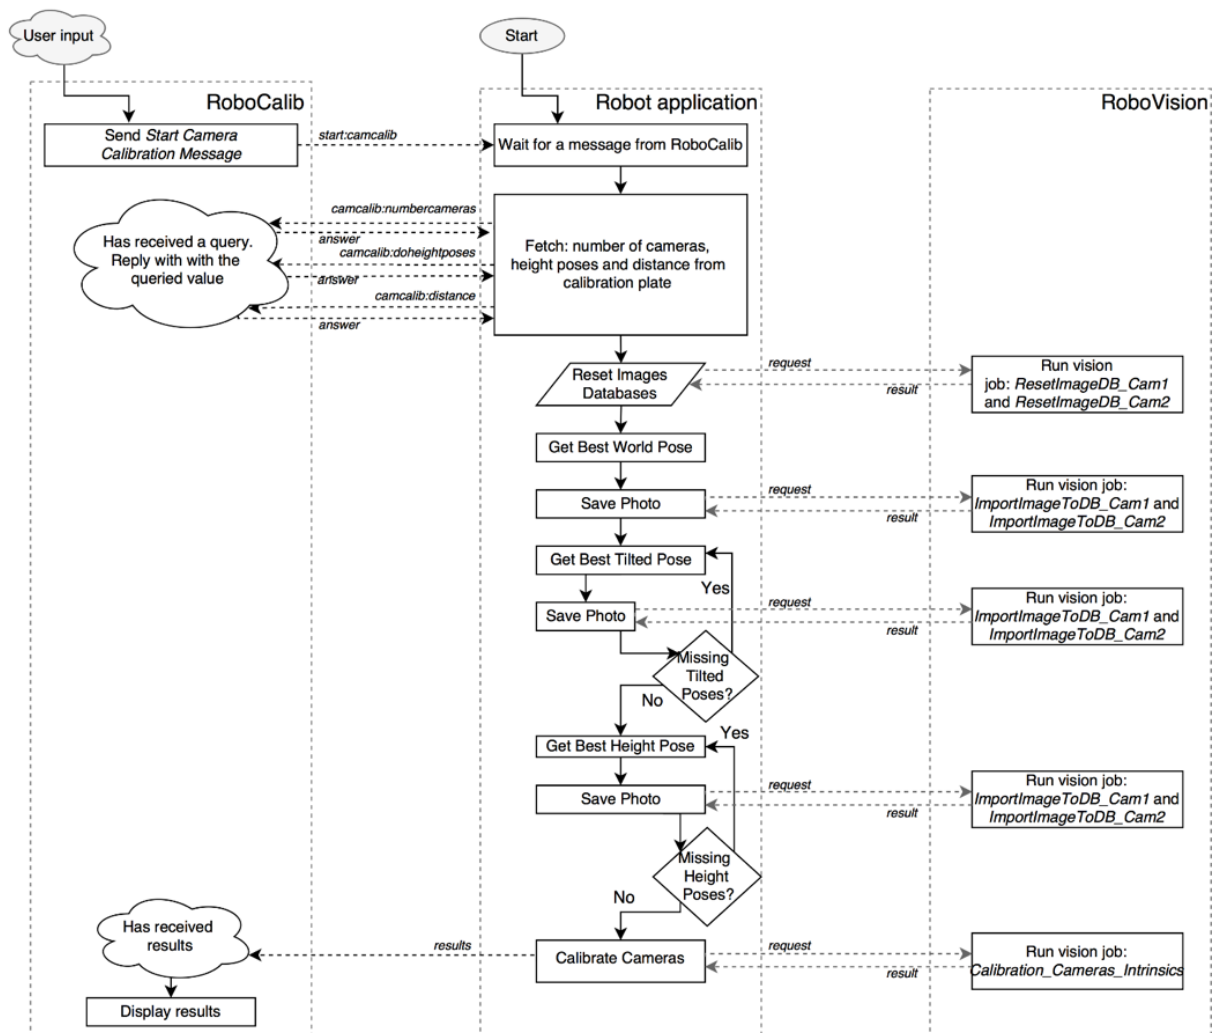 User input
Start
RoboCalib
Robot application
RoboVision
Send Start Camera
Calibration Message
start:camcalib
Wait for a message from RoboCalib
camcalib:numbercameras
answer
Has received a query.
Reply with with the
queried value
camcalib:doheightposes
answer
camcalib:distance
answer
Fetch: number of cameras,
height poses and distance from
calibration plate
Reset Images
Databases
request
result
Run vision
job: ResetImageDB_Cam1
and ResetImageDB_Cam2
Get Best World Pose
Save Photo
request
result
Run vision job:
ImportImageToDB_Cam1 and
ImportImageToDB_Cam2
Get Best Tilted Pose
Yes
Save Photo
request
result
Run vision job:
ImportImageToDB_Cam1 and
ImportImageToDB_Cam2
Missing
Tilted
Poses?
No
Yes
Get Best Height Pose
Save Photo
request
result
Run vision job:
ImportImageToDB_Cam1 and
ImportImageToDB_Cam2
Missing
Height
Poses?
No
Has received
results
results
Calibrate Cameras
request
result
Run vision job:
Calibration_Cameras_Intrinsics
Display results